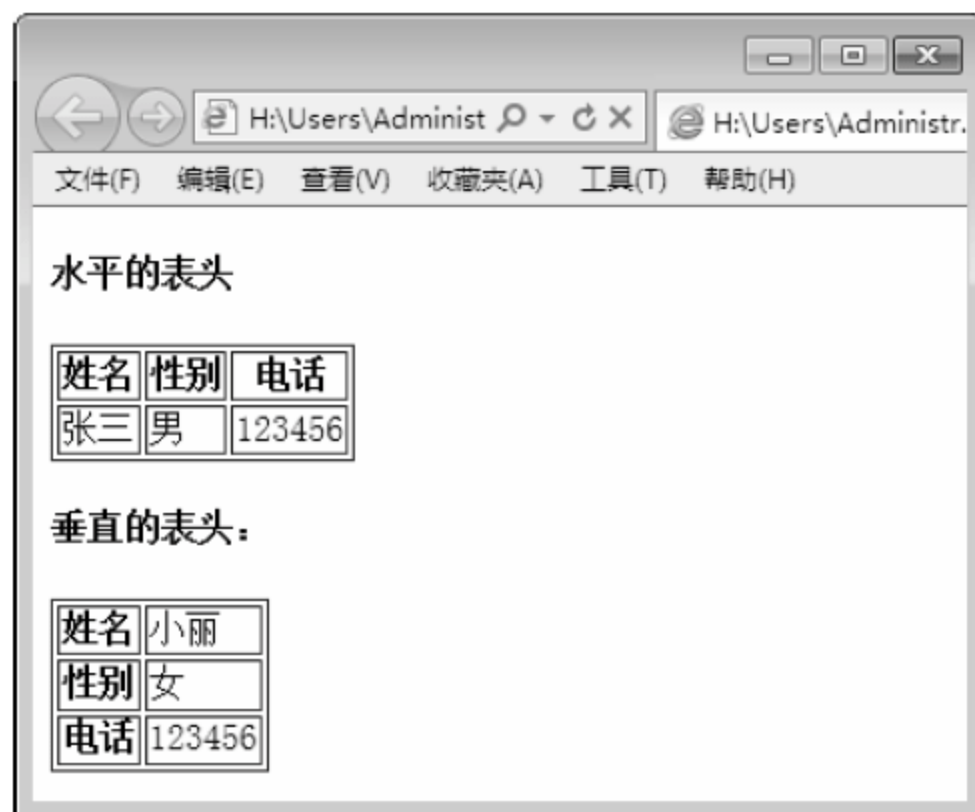 H:\Users\Administ
H:\Users\Administr.
文件(F) 编辑(E) 查看(V) 收藏夹(A) 工具(T) 帮助(H)
水平的表头
姓名 性别 电话
张三 男 123456
垂直的表头：
姓名 小丽
性别 女
电话 123456